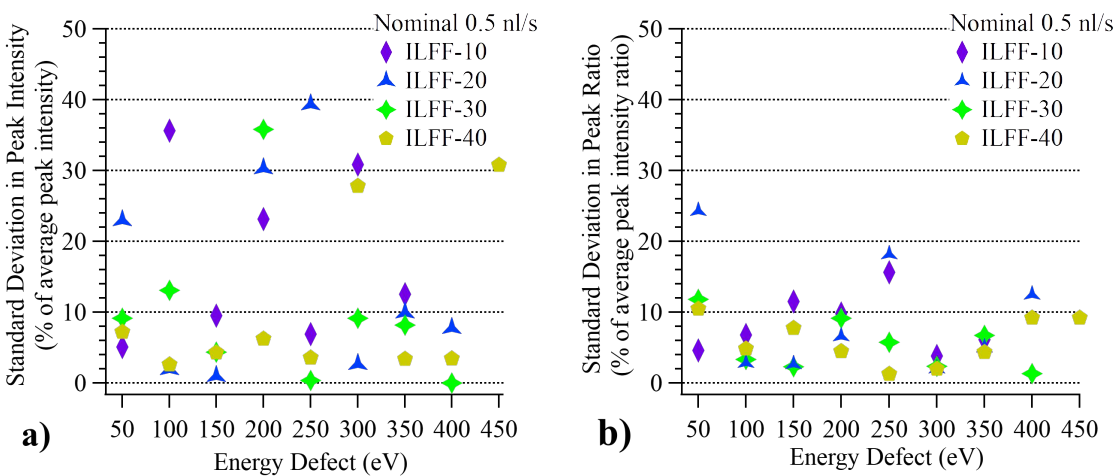 Standard Deviation in Peak Intensity
(% of average peak intensity)
50
40
30
20
10
0
Nominal 0.5 nl/s
ILFF-10
ILFF-20
ILFF-30
ILFF-40
50 100 150 200 250 300 350 400 450
a)
Energy Defect (eV)
Standard Deviation in Peak Ratio
(% of average peak intensity ratio)
50
40
30
20
10
0
Nominal 0.5 nl/s
ILFF-10
ILFF-20
ILFF-30
ILFF-40
50 100 150 200 250 300 350 400 450
b)
Energy Defect (eV)